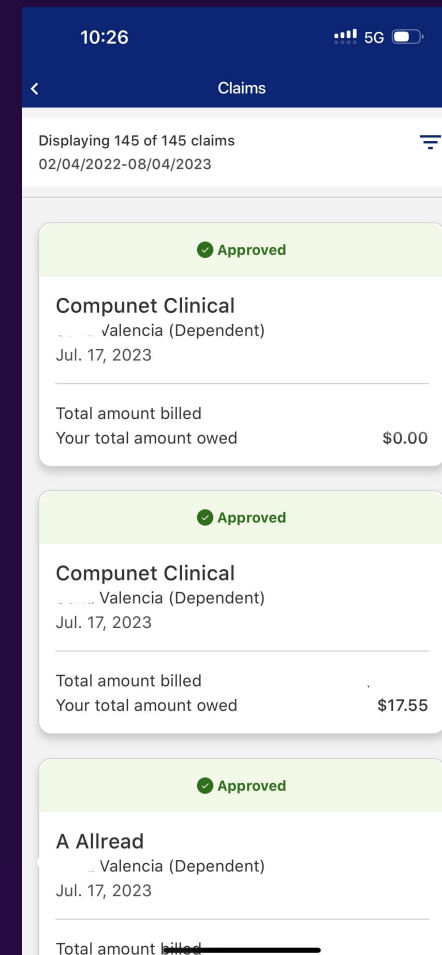 10:26
5G
Claims
Displaying 145 of 145 claims
02/04/2022-08/04/2023
Approved
Compunet Clinical
Valencia (Dependent)
Jul. 17, 2023
Total amount billed
Your total amount owed $0.00
Approved
Compunet Clinical
Valencia (Dependent)
Jul. 17, 2023
Total amount billed
Your total amount owed $17.55
Approved
A Allread
Valencia (Dependent)
Jul. 17, 2023
Total amount billed